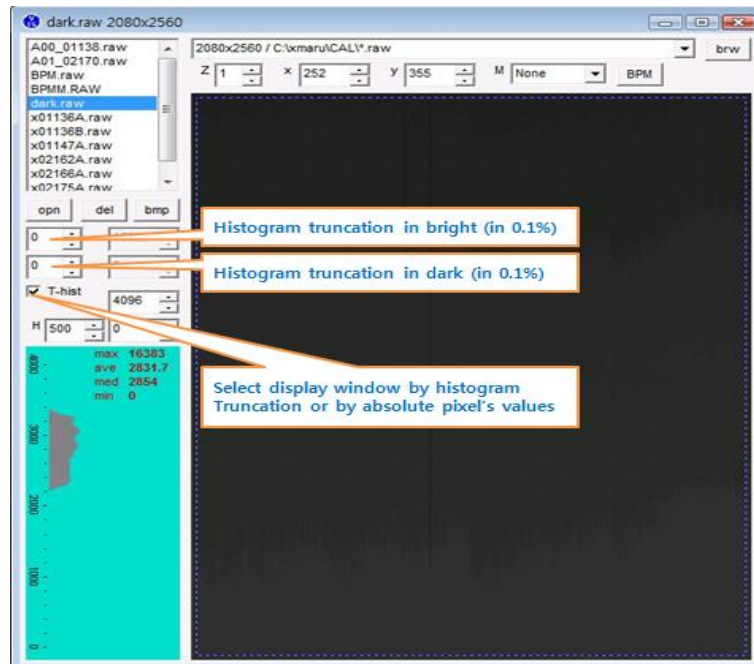 dark.raw 2080x2560
A00_01138.raw
A01_02170.raw
BPM.raw
BPMM.RAW
dark.raw
x01136A.raw
x01136B.raw
x01147A.raw
x02162A.raw
x02166A.raw
x02175A.raw
2080x2560 / C:\xmaru\CAL\*.raw
brw
Z 1 x 252 y 355 M None BPM
opn del bmp
0
Histogram truncation in bright (in 0.1%)
0
Histogram truncation in dark (in 0.1%)
T-hist
4096
H 500 0
max 16383
ave 2831.7
med 2854
min 0
4000
3000
2000
1000
0
Select display window by histogram
Truncation or by absolute pixel's values